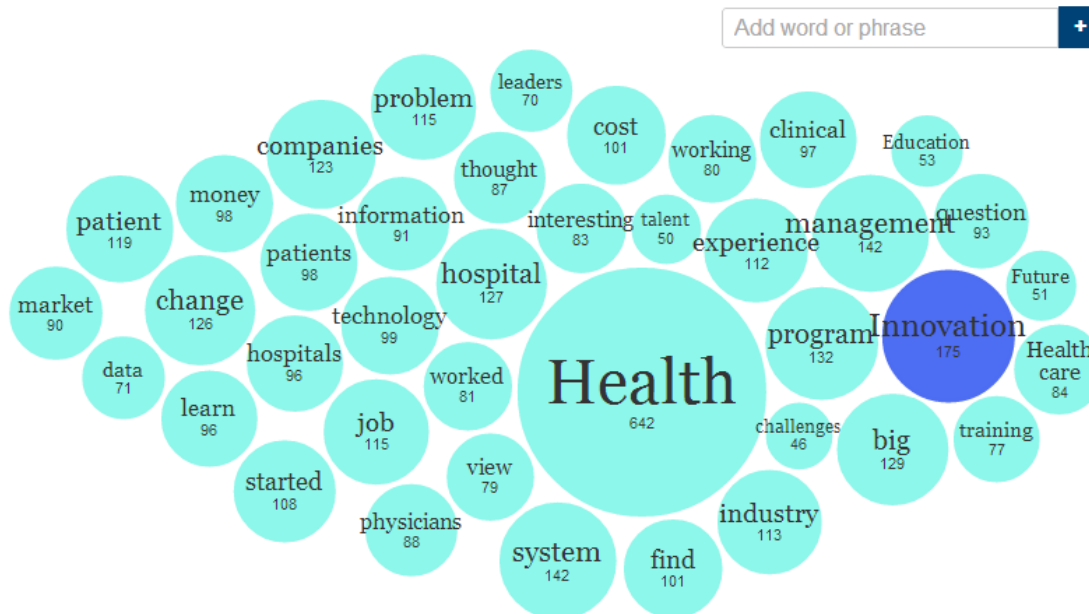 Add word or phrase
+
leaders
70
problem
115
cost
101
clinical
97
Education
53
companies
123
working
80
thought
87
money
98
patient
119
information
91
interesting
83
talent
50
management
142
question
93
experience
112
patients
98
hospital
127
Future
51
market
90
change
126
technology
99
program
132
Innovation
175
hospitals
96
Health
care
84
data
71
worked
81
Health
642
learn
96
job
115
challenges
46
big
129
training
77
view
79
started
108
physicians
88
industry
113
system
142
find
101